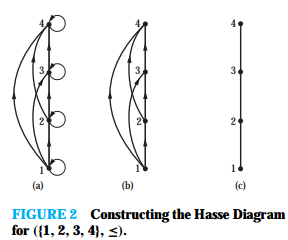 4 4 4
3 3 3
2 2 2
1 1 1
(a) (b) (c)
FIGURE 2 Constructing the Hasse Diagram
for ({1, 2, 3, 4}, ≤).